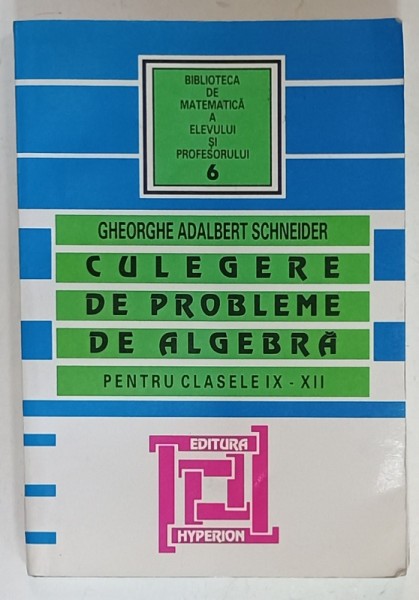 BIBLIOTECA
DE
MATEMATICĂ
A
ELEVULUI
ŞI
PROFESORULUI
6
GHEORGHE ADALBERT SCHNEIDER
CULEGERE
DE PROBLEME
DE ALGEBRĂ
PENTRU CLASELE IX - XII
EDITURA
HYPERION